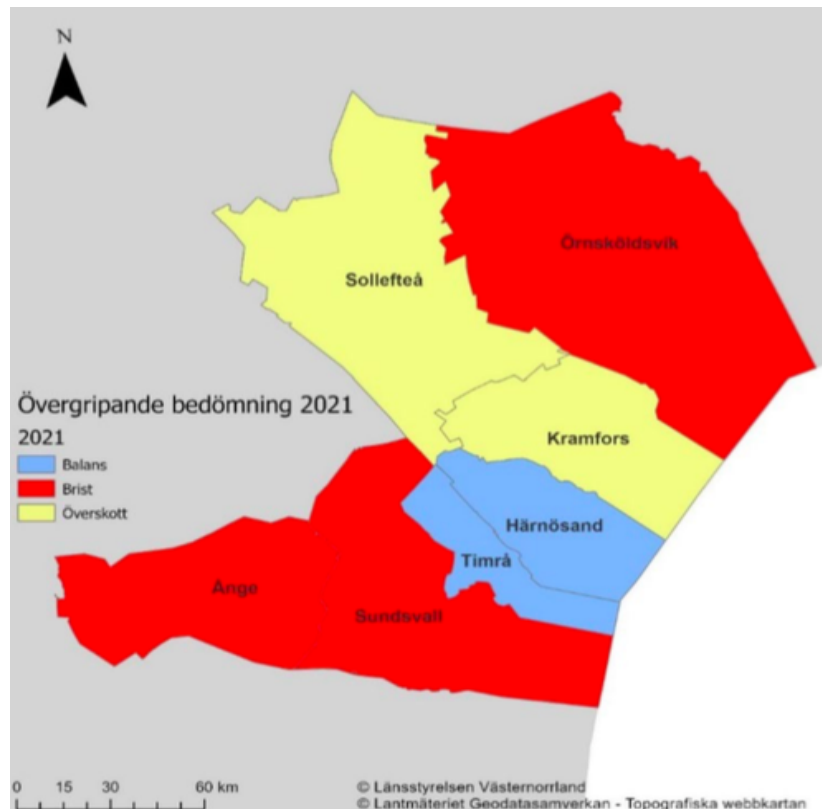 N
Örnsköldsvik
Sollefteå
Övergripande bedömning 2021
2021
Balans
Brist
Överskott
Kramfors
Härnösand
Timrå
Ånge
Sundsvall
0 15 30 60 km
© Länsstyrelsen Västernorrland
© Lantmäteriet Geodatasamverkan - Topografiska webbkartan